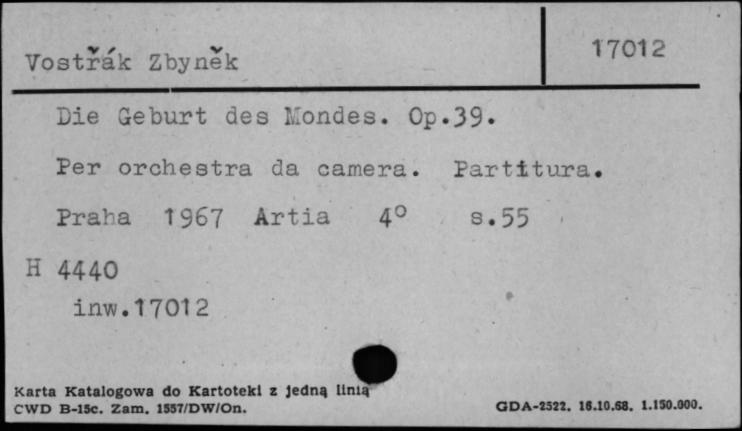 Vostřák Zbyněk 17012
Die Geburt des Mondes. Op.39.
Per orchestra da camera. Partitura.
Praha 1967 Artia 4° s.55
H 4440
inw.17012
Karta Katalogowa do Kartoteki z jedną linią
CWD B-15c. Zam. 1557/DW/On. GDA-2522. 16.10.68. 1.150.000.